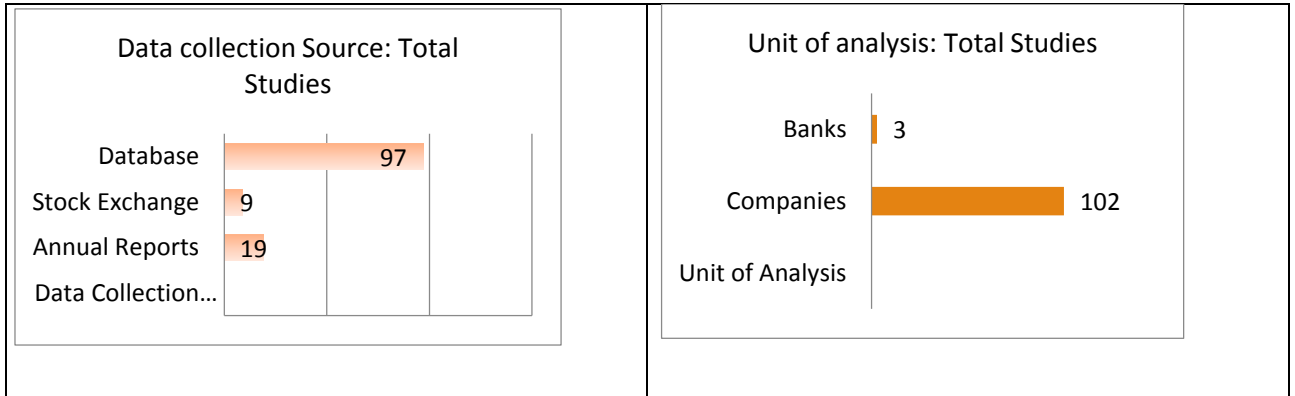 Data collection Source: Total
Studies
Database 97
Stock Exchange 9
Annual Reports 19
Data Collection...
Unit of analysis: Total Studies
Banks 3
Companies 102
Unit of Analysis